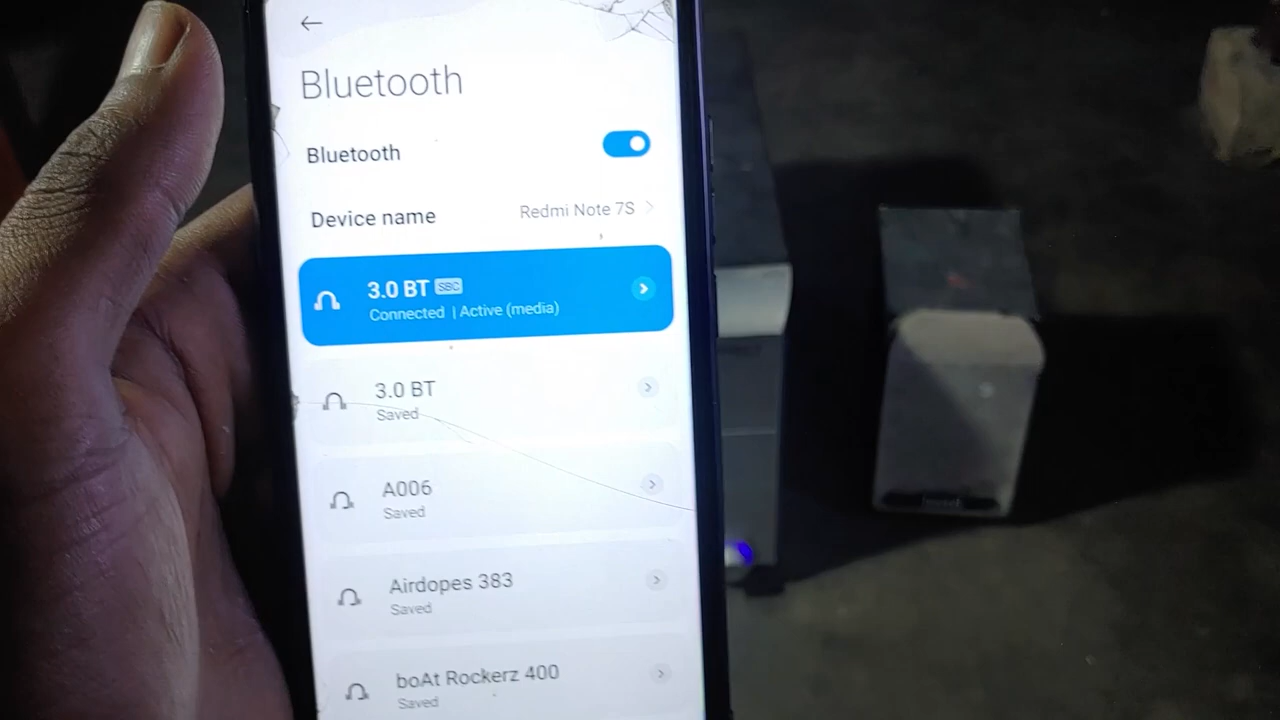 Bluetooth
Bluetooth
Device name Redmi Note 7S
3.0 BT SBC
Connected | Active (media)
3.0 BT
Saved
A006
Saved
Airdopes 383
Saved
boAt Rockerz 400
Saved